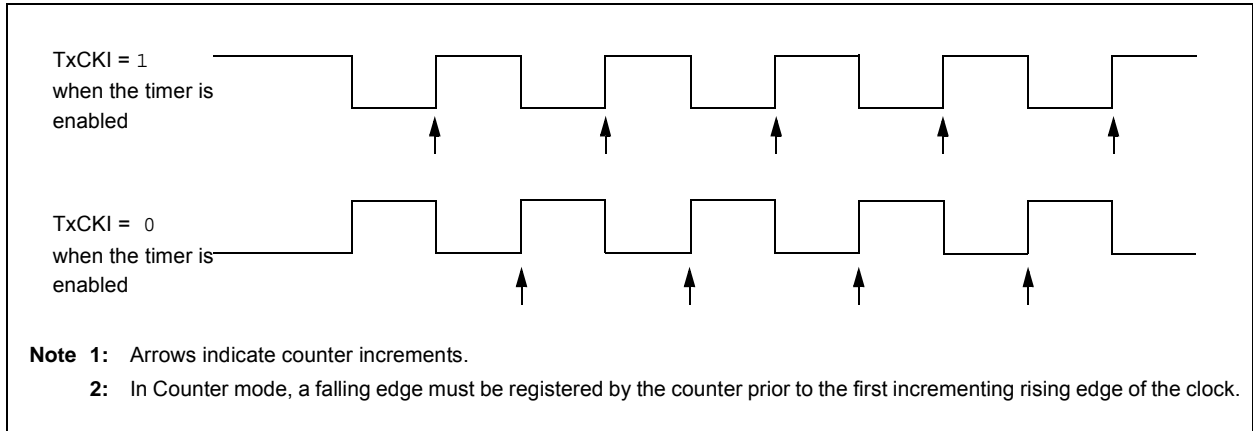 TxCKI = 1
when the timer is
enabled
TxCKI = 0
when the timer is
enabled
Note 1: Arrows indicate counter increments.
2: In Counter mode, a falling edge must be registered by the counter prior to the first incrementing rising edge of the clock.